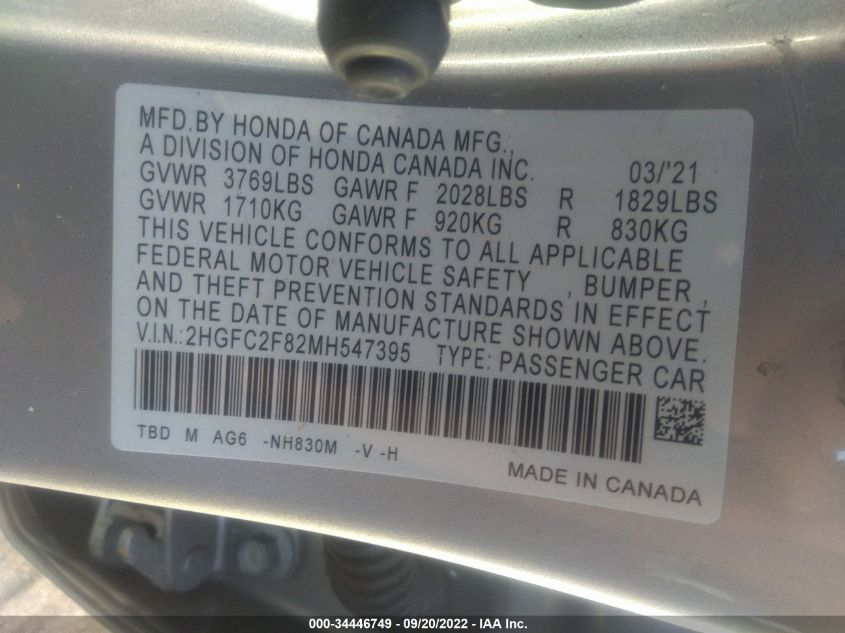 MFD.BY HONDA OF CANADA MFG.,
A DIVISION OF HONDA CANADA INC. 03/'21
GVWR 3769LBS GAWR F 2028LBS R 1829LBS
GVWR 1710KG GAWR F 920KG R 830KG
THIS VEHICLE CONFORMS TO ALL APPLICABLE
FEDERAL MOTOR VEHICLE SAFETY , BUMPER ,
AND THEFT PREVENTION STANDARDS IN EFFECT
ON THE DATE OF MANUFACTURE SHOWN ABOVE.
V.I.N.:2HGFC2F82MH547395 TYPE: PASSENGER CAR
TBD M AG6 -NH830M -V -H
MADE IN CANADA
000-34446749 - 09/20/2022 - IAA Inc.